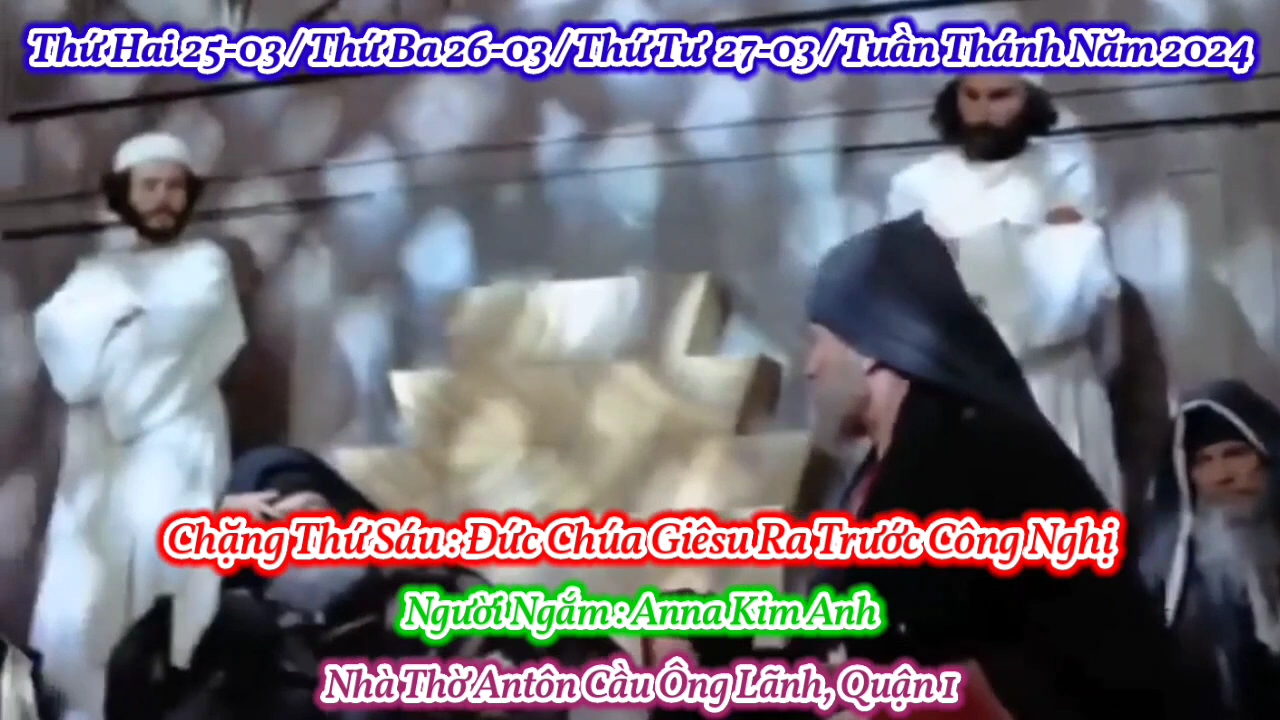 Thứ Hai 25-03 / Thứ Ba 26-03 / Thứ Tư 27-03 / Tuần Thánh Năm 2024
Chặng Thứ Sáu : Đức Chúa Giêsu Ra Trước Công Nghị
Người Ngắm : Anna Kim Anh
Nhà Thờ Antôn Cầu Ông Lãnh, Quận 1